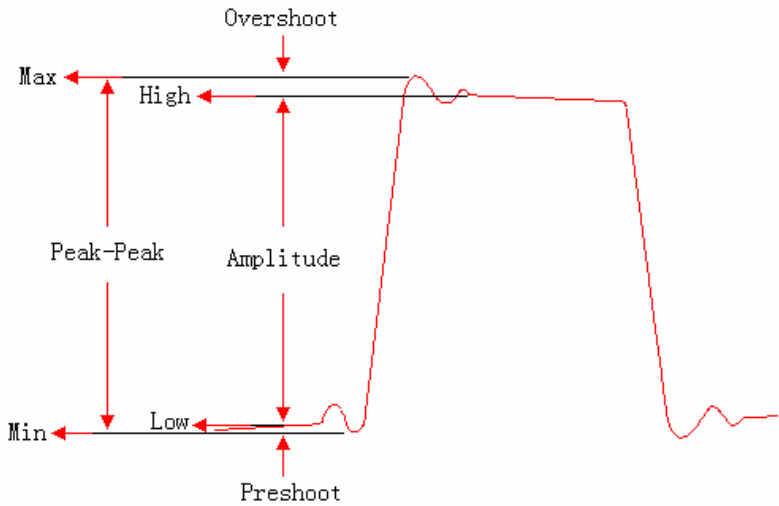 Overshoot
Max
High
Peak-Peak
Amplitude
Low
Min
Preshoot